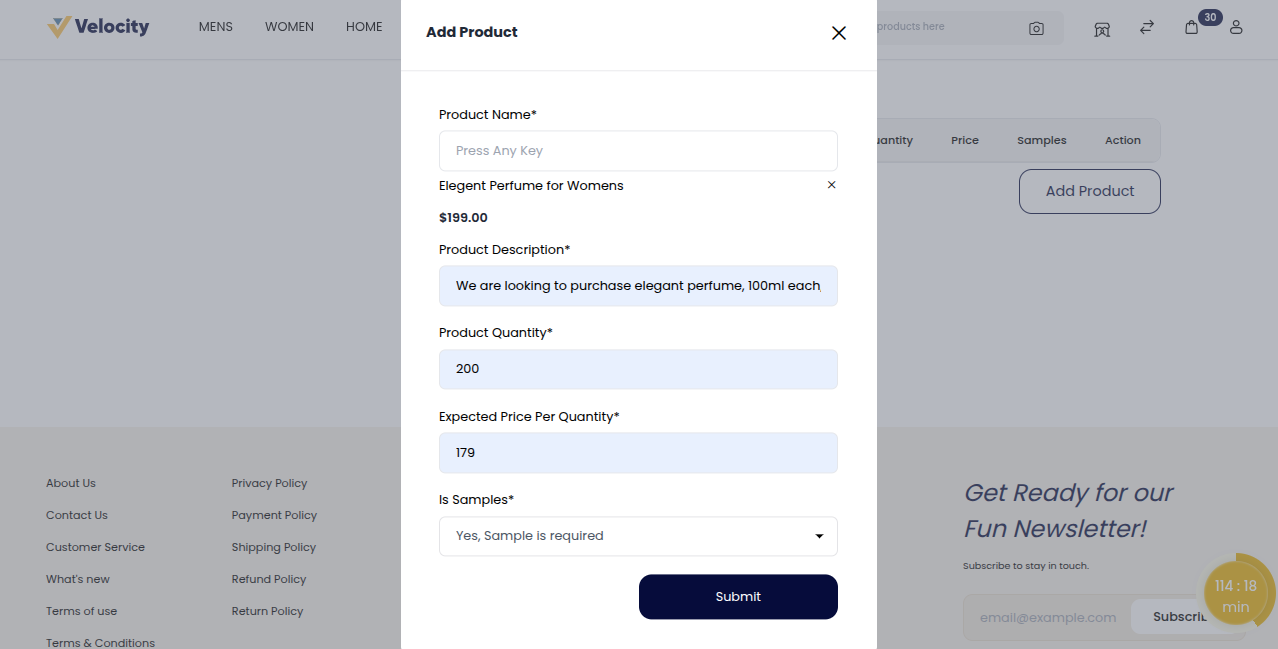 Velocity
MENS
WOMEN
HOME
products here
30
Add Product
Product Name*
Press Any Key
Elegent Perfume for Womens
$199.00
Product Description*
We are looking to purchase elegant perfume, 100ml each,
Product Quantity*
200
Expected Price Per Quantity*
179
Is Samples*
Yes, Sample is required
Submit
Price
Samples
Action
Add Product
About Us
Contact Us
Customer Service
What's new
Terms of use
Terms & Conditions
Privacy Policy
Payment Policy
Shipping Policy
Refund Policy
Return Policy
Get Ready for our
Fun Newsletter!
Subscribe to stay in touch.
email@example.com
114 : 18
min